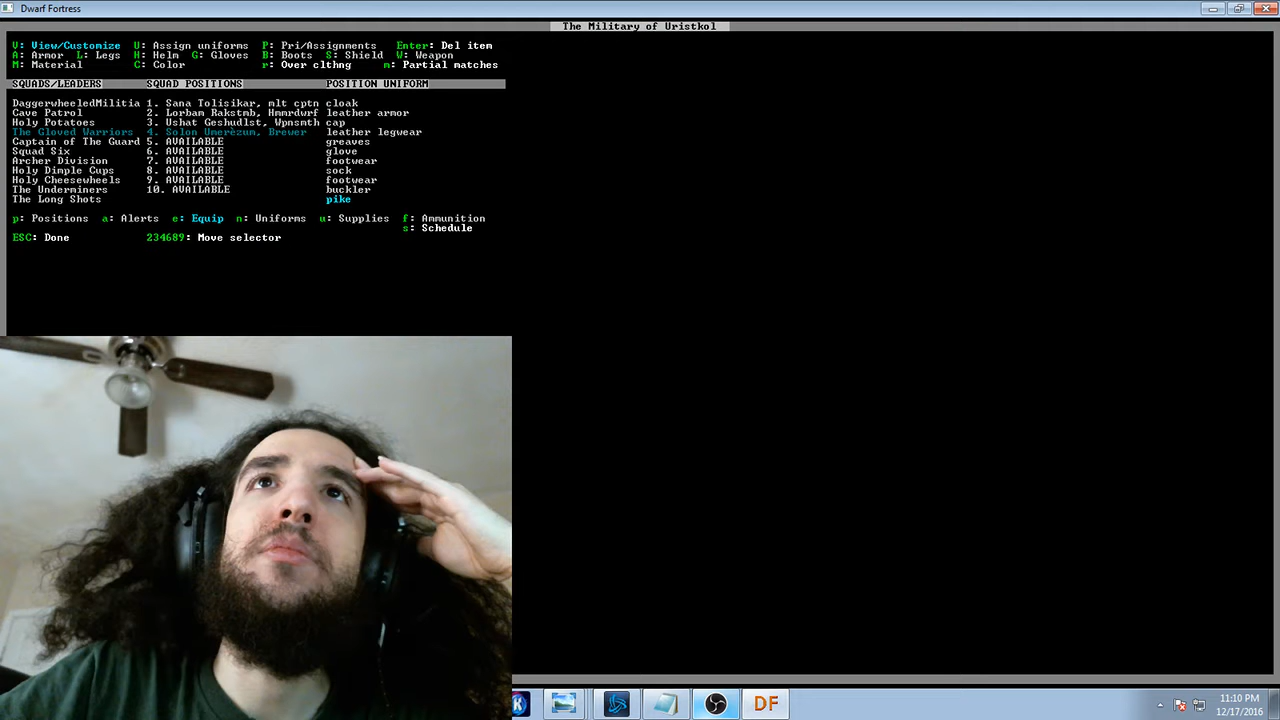 Dwarf Fortress
The Military of Uristkol
V: View/Customize U: Assign uniforms P: Pri/Assignments Enter: Del item
A: Armor L: Legs H: Helm G: Gloves B: Boots S: Shield W: Weapon
M: Material C: Color r: Over clthng m: Partial matches
SQUADS/LEADERS SQUAD POSITIONS POSITION UNIFORM
DaggerwheeledMilitia 1. Sana Tolisikar, mlt cptn cloak
Cave Patrol 2. Lorbam Rakstmb, Hmmrdwrf leather armor
Holy Potatoes 3. Ushat Geshudlst, Wpnsmth cap
The Gloved Warriors 4. Solon Umerèzum, Brewer leather legwear
Captain of The Guard 5. AVAILABLE greaves
Squad Six 6. AVAILABLE glove
Archer Division 7. AVAILABLE footwear
Holy Dimple Cups 8. AVAILABLE sock
Holy Cheesewheels 9. AVAILABLE footwear
The Underminers 10. AVAILABLE buckler
The Long Shots pike
p: Positions a: Alerts e: Equip n: Uniforms u: Supplies f: Ammunition
s: Schedule
ESC: Done 234689: Move selector
K
DF
11:10 PM
12/17/2016